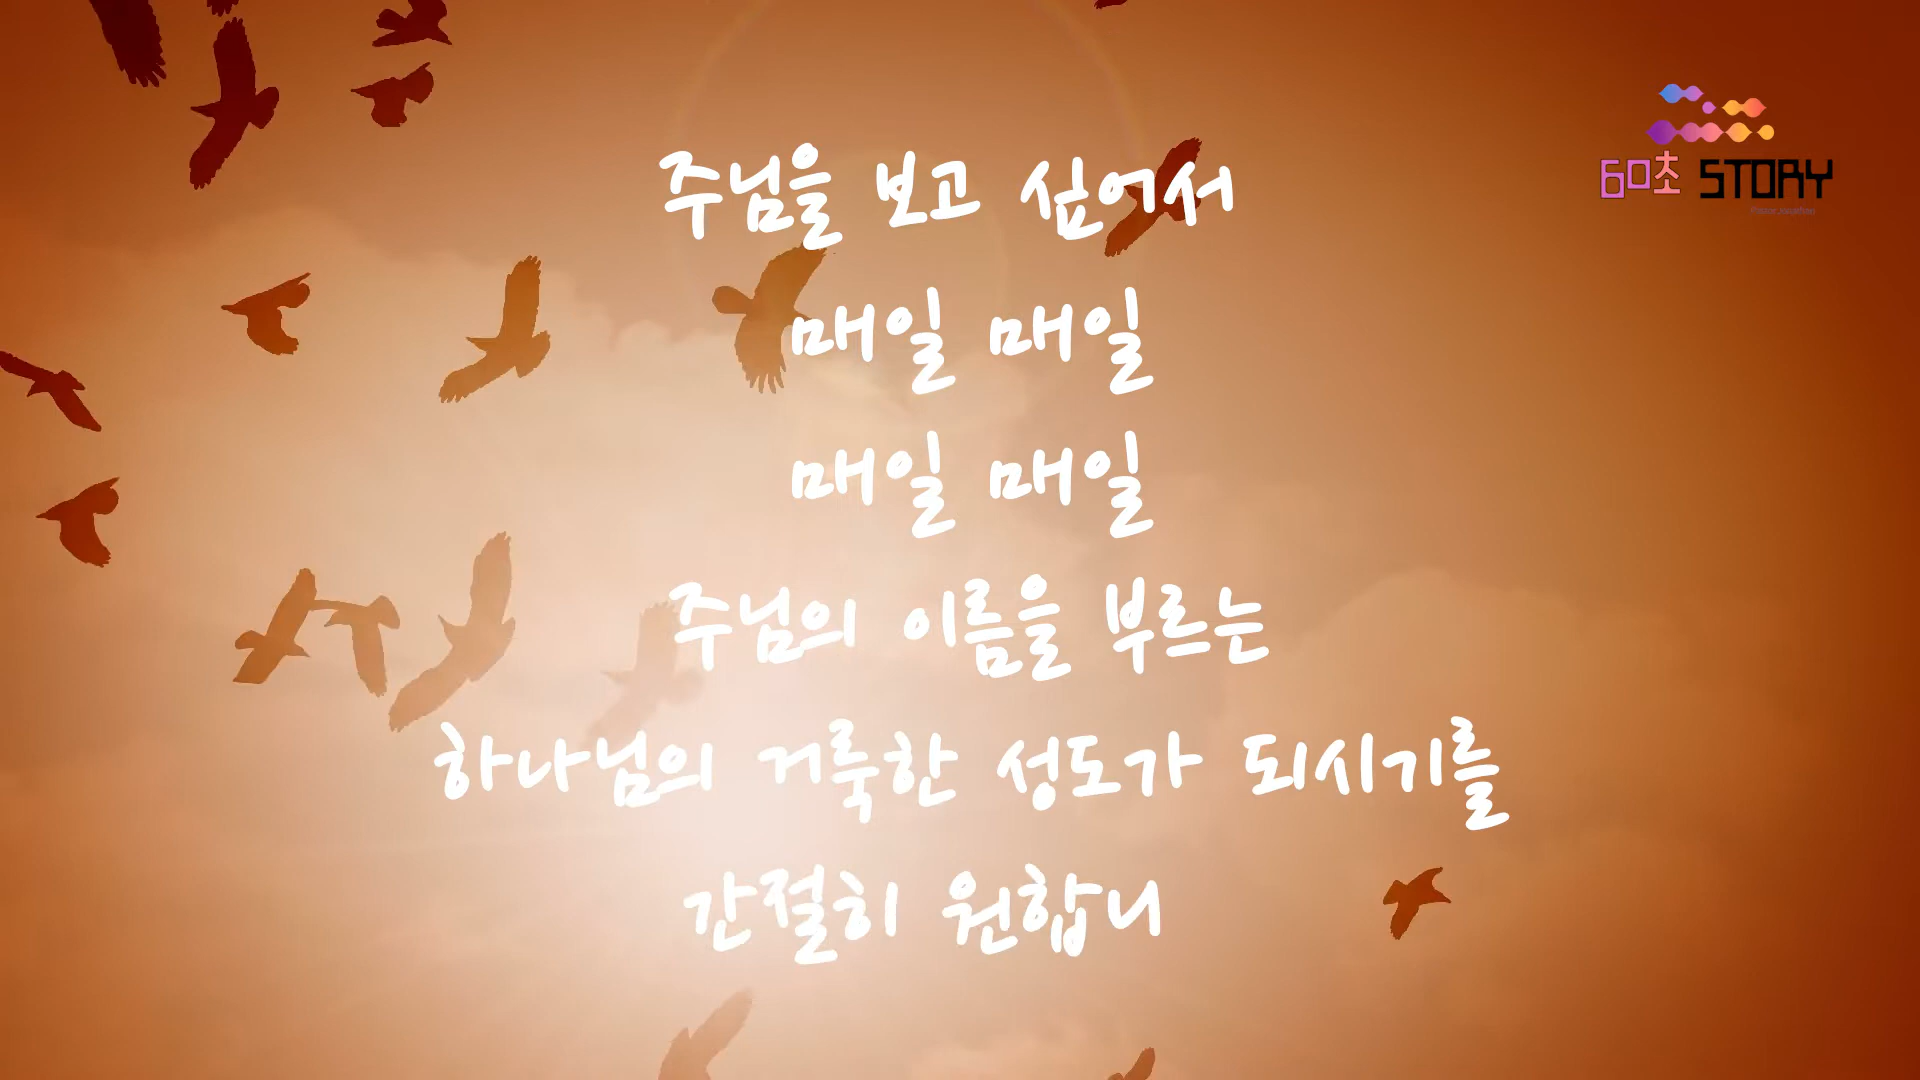 60초 STORY
주님을 보고 싶어서
매일 매일
매일 매일
주님의 이름을 부르는
하나님의 거룩한 성도가 되시기를
간절히 원합니